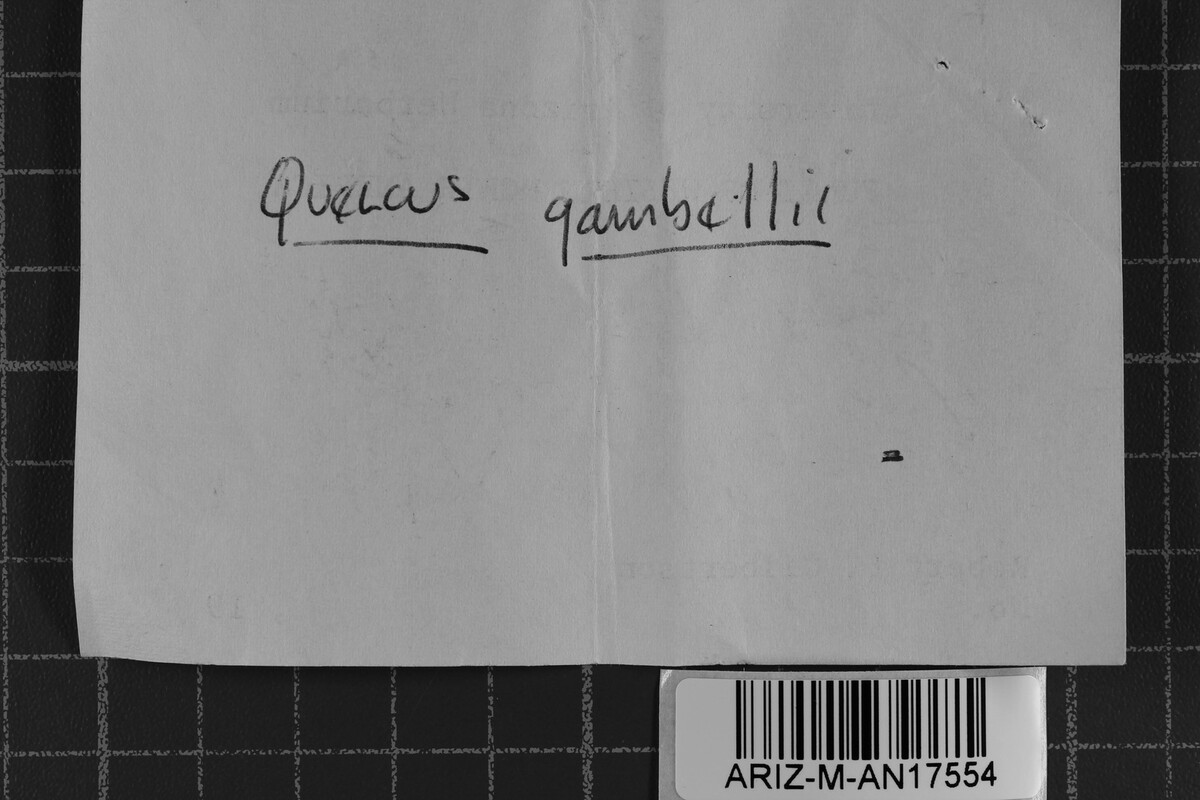 Quercus gambellii
=
ARIZ-M-AN17554